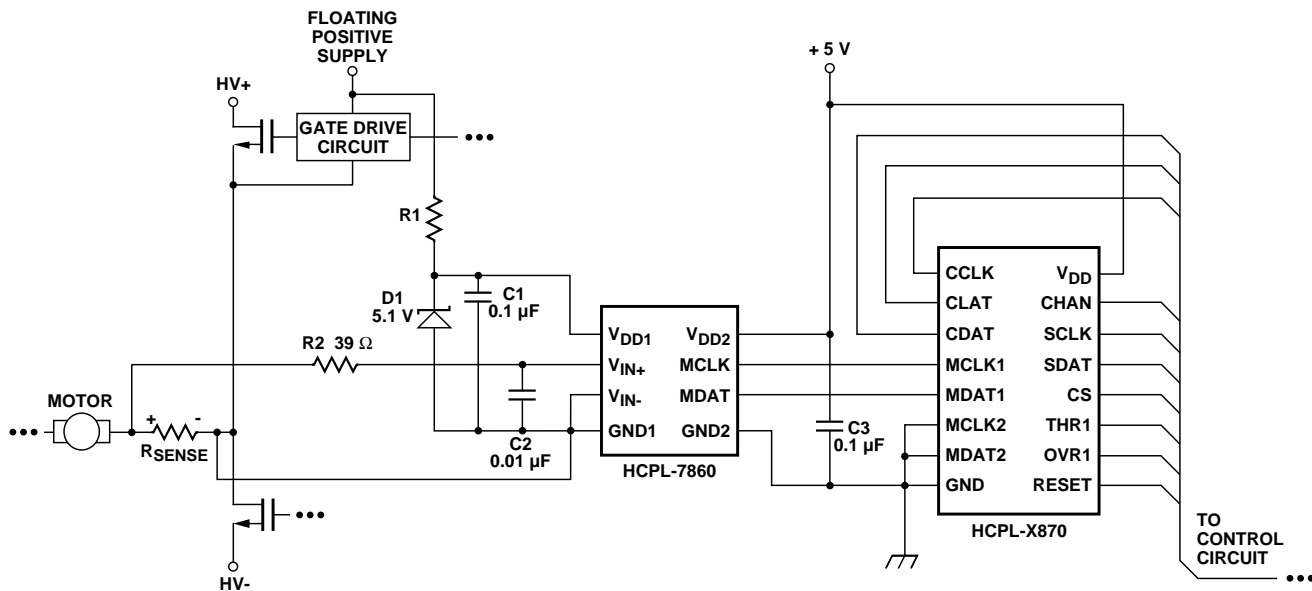 FLOATING
POSITIVE
SUPPLY
+ 5 V
HV+
GATE DRIVE
CIRCUIT
•••
R1
D1
5.1 V
C1
0.1 µF
R2 39 Ω
MOTOR
•••
+ -
RSENSE
C2
0.01 µF
VDD1
VIN+
VIN-
GND1
VDD2
MCLK
MDAT
GND2
HCPL-7860
C3
0.1 µF
CCLK
CLAT
CDAT
MCLK1
MDAT1
MCLK2
MDAT2
GND
VDD
CHAN
SCLK
SDAT
CS
THR1
OVR1
RESET
HCPL-X870
•••
HV-
TO
CONTROL
CIRCUIT
•••